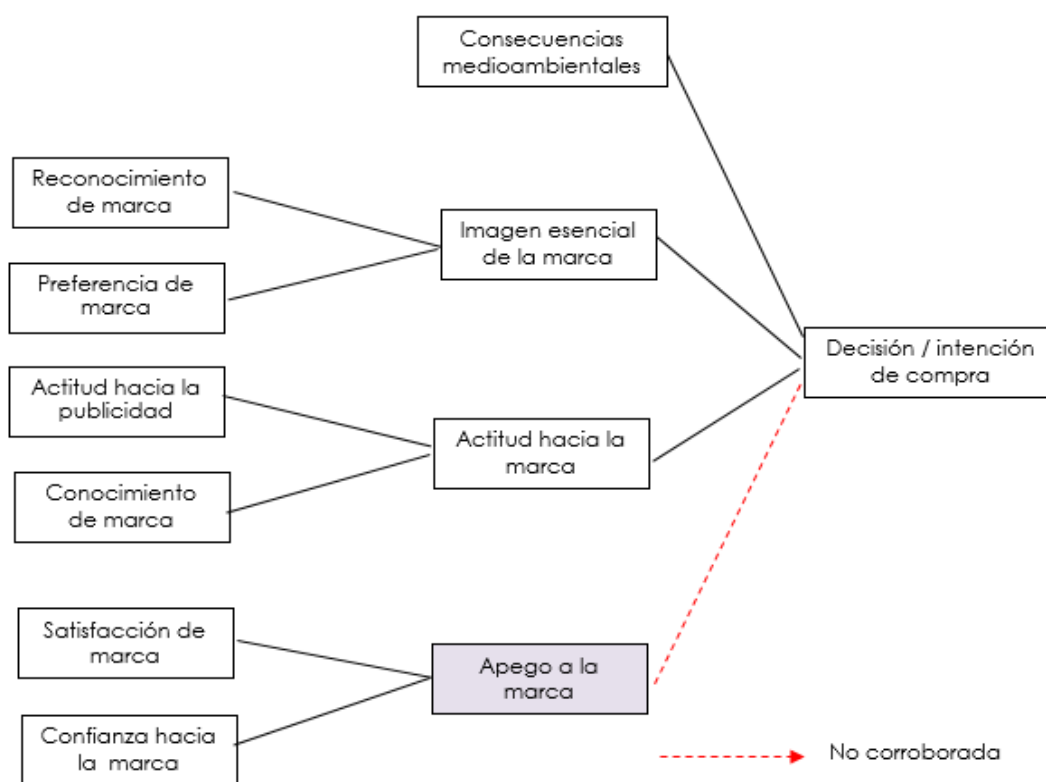 Consecuencias
medioambientales
Reconocimiento
de marca
Imagen esencial
de la marca
Preferencia de
marca
Decisión / intención
de compra
Actitud hacia la
publicidad
Actitud hacia la
marca
Conocimiento
de marca
Satisfacción de
marca
Apego a la
marca
Confianza hacia
la marca
No corroborada